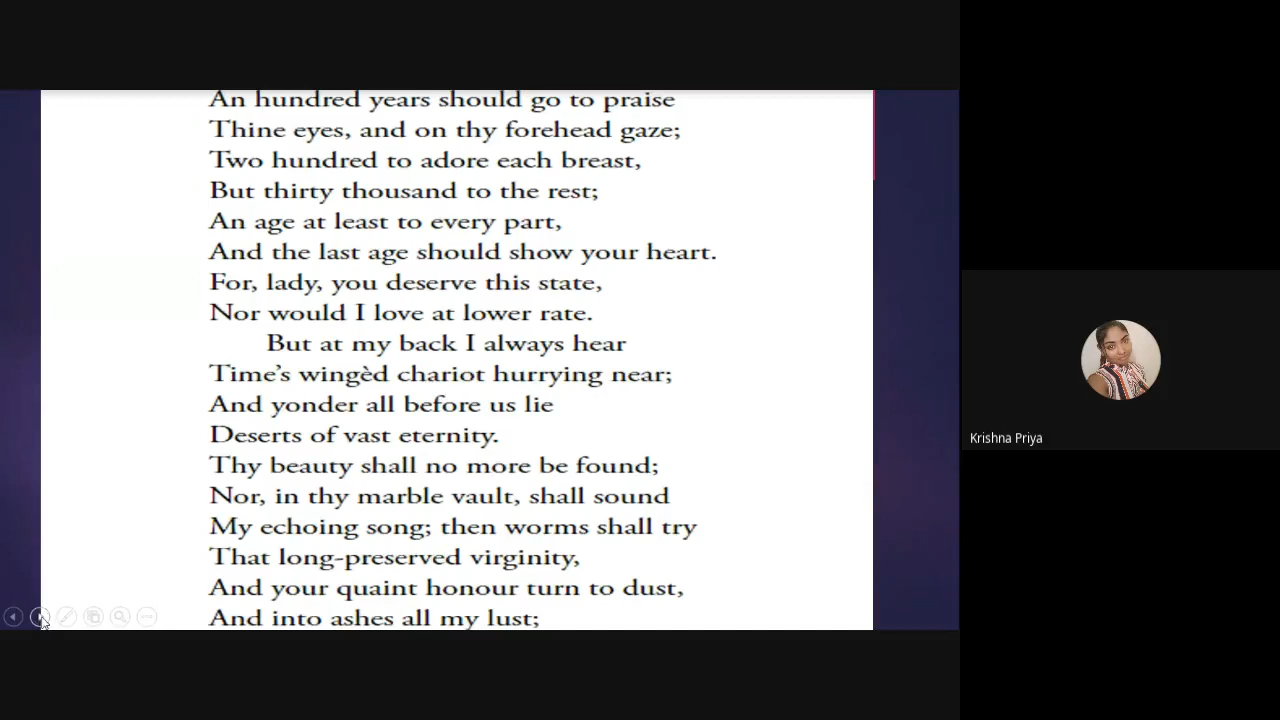 An hundred years should go to praise
Thine eyes, and on thy forehead gaze;
Two hundred to adore each breast,
But thirty thousand to the rest;
An age at least to every part,
And the last age should show your heart.
For, lady, you deserve this state,
Nor would I love at lower rate.
But at my back I always hear
Time’s wingèd chariot hurrying near;
And yonder all before us lie
Deserts of vast eternity.
Thy beauty shall no more be found;
Nor, in thy marble vault, shall sound
My echoing song; then worms shall try
That long-preserved virginity,
And your quaint honour turn to dust,
And into ashes all my lust;
Krishna Priya